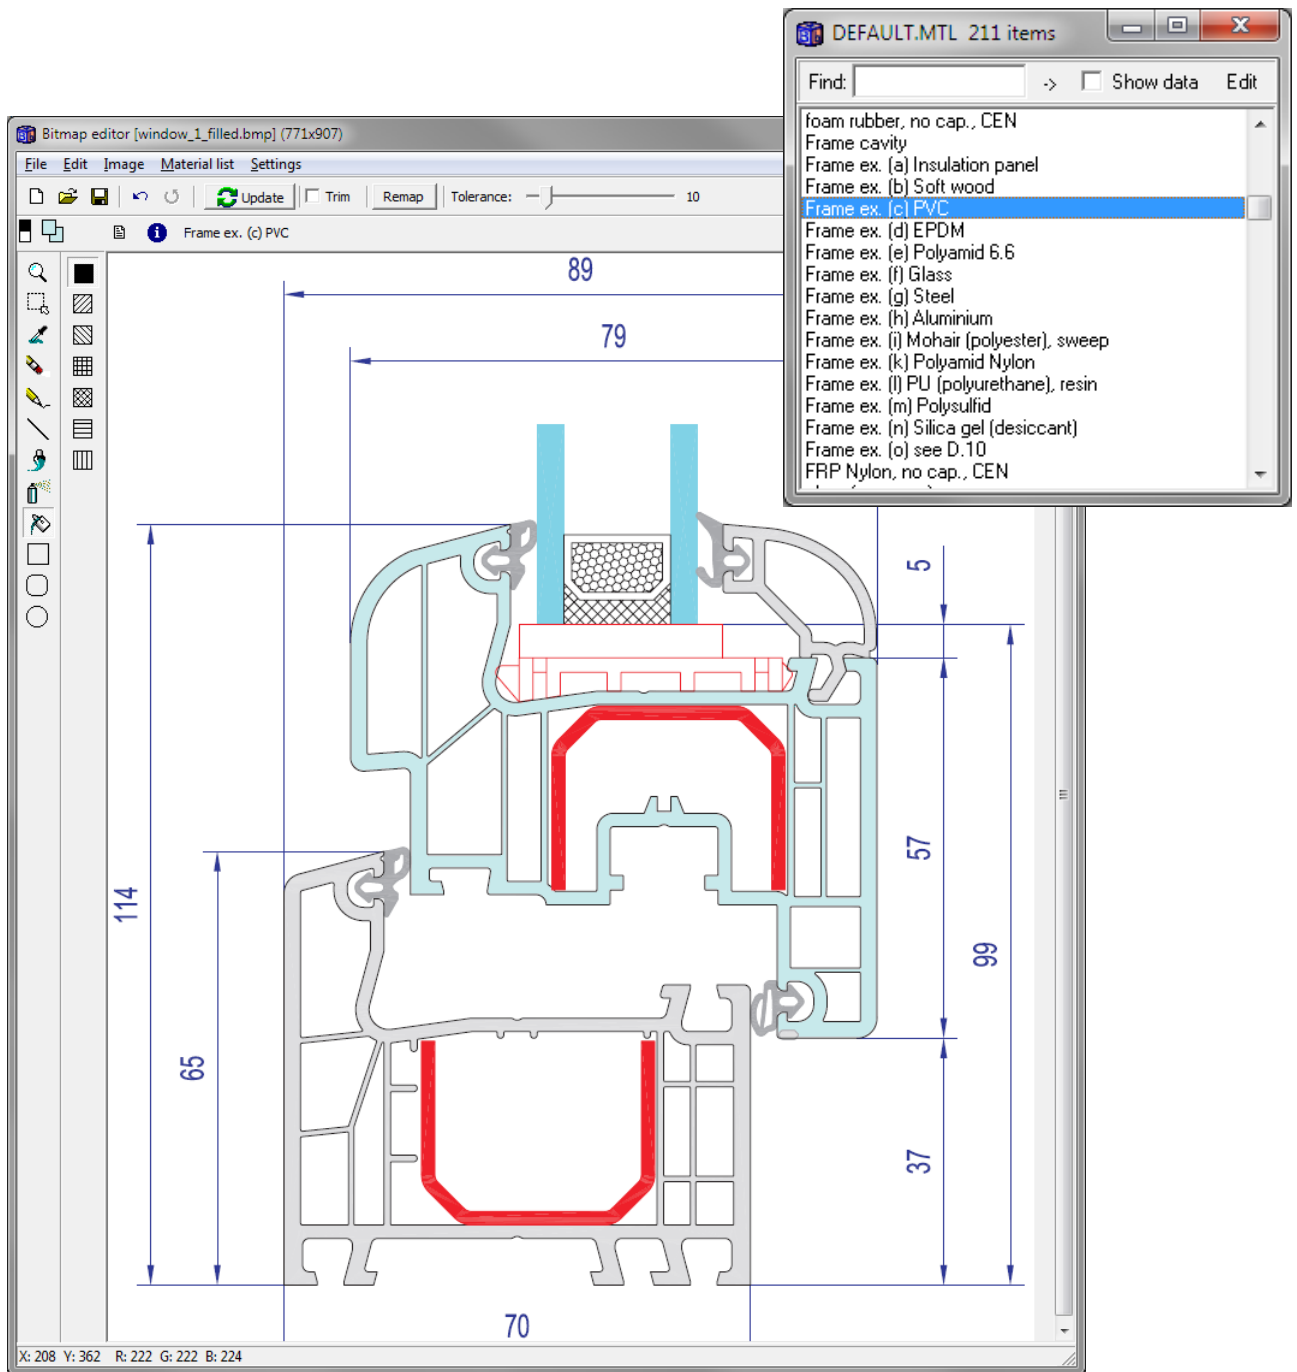 DEFAULT.MTL 211 items
Find: -> Show data Edit
foam rubber, no cap., CEN
Frame cavity
Frame ex. (a) Insulation panel
Frame ex. (b) Soft wood
Frame ex. (c) PVC
Frame ex. (d) EPDM
Frame ex. (e) Polyamid 6.6
Frame ex. (f) Glass
Frame ex. (g) Steel
Frame ex. (h) Aluminium
Frame ex. (i) Mohair (polyester), sweep
Frame ex. (k) Polyamid Nylon
Frame ex. (l) PU (polyurethane), resin
Frame ex. (m) Polysulfid
Frame ex. (n) Silica gel (desiccant)
Frame ex. (o) see D.10
FRP Nylon, no cap., CEN
Bitmap editor [window_1_filled.bmp] (771x907)
File Edit Image Material list Settings
Update Trim Remap Tolerance: 10
Frame ex. (c) PVC
89
79
5
57
114
99
65
37
70
X: 208 Y: 362 R: 222 G: 222 B: 224